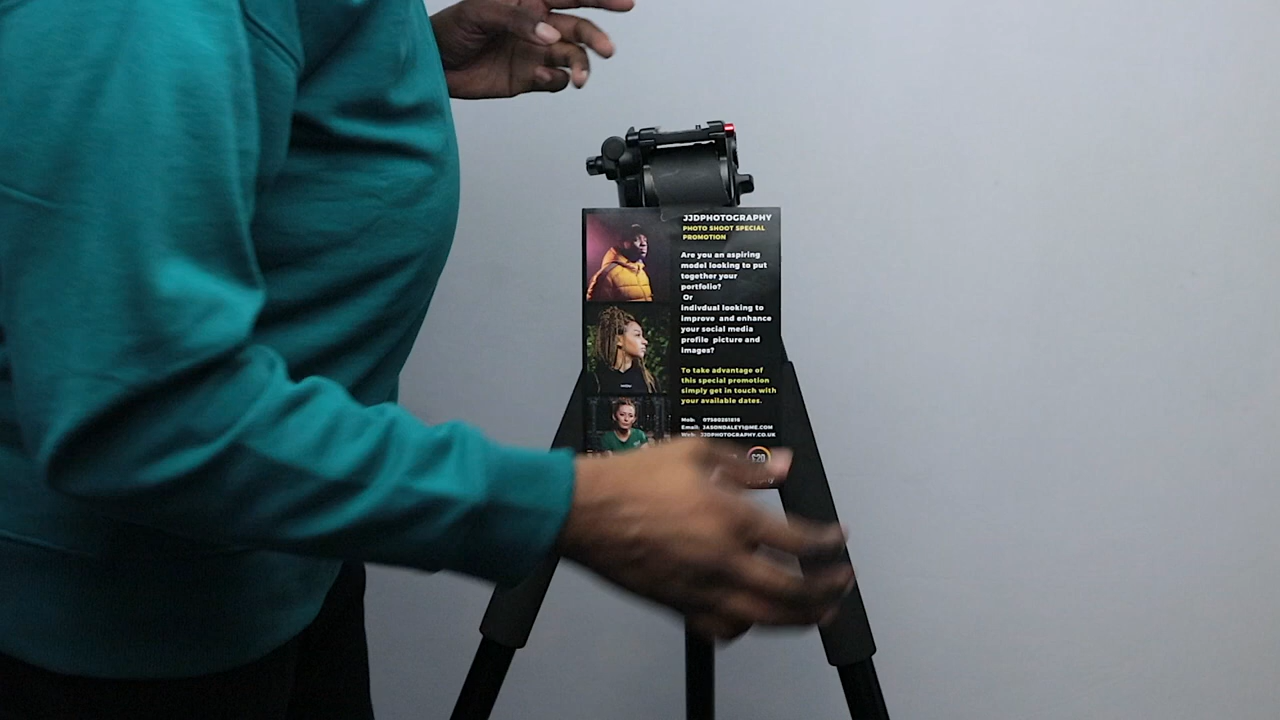 JJDPHOTOGRAPHY
PHOTO SHOOT SPECIAL
PROMOTION
Are you an aspiring
model looking to put
together your
portfolio?
Or
Indivdual looking to
improve and enhance
your social media
profile picture and
images?
To take advantage of
this special promotion
simply get in touch with
your available dates.
Mob: 07580251816
Email: JASONDALEY1@ME.COM
Web: JJDPHOTOGRAPHY.CO.UK
£20